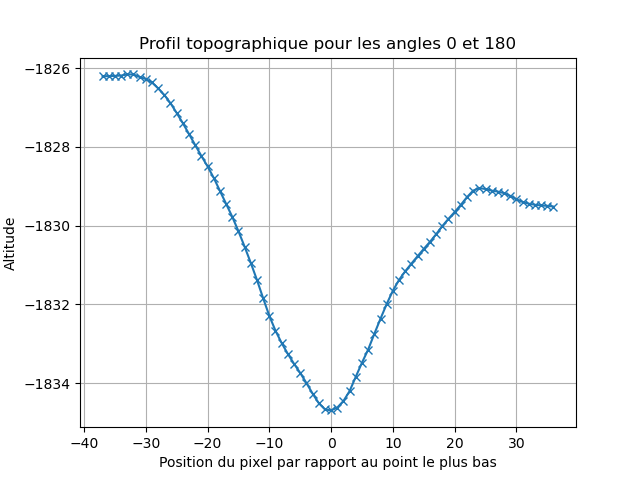 Profil topographique pour les angles 0 et 180
Altitude
−1826
−1828
−1830
−1832
−1834
−40 −30 −20 −10 0 10 20 30
Position du pixel par rapport au point le plus bas